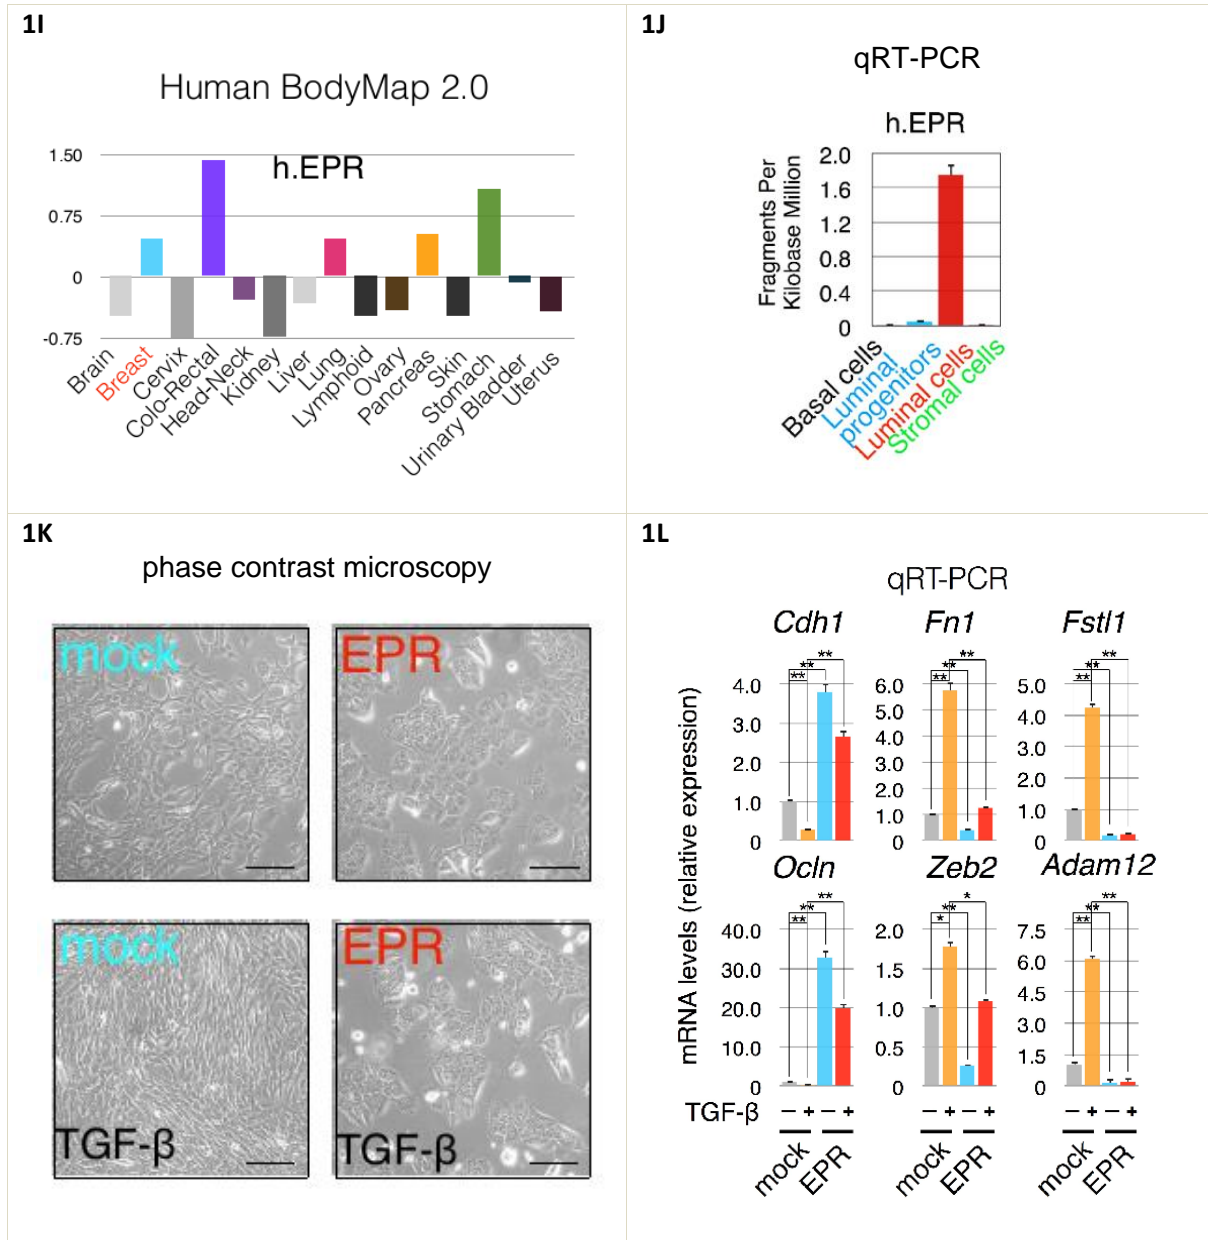 1I
Human BodyMap 2.0
h.EPR
1.50
0.75
0
-0.75
Brain
Breast
Cervix
Colo-Rectal
Head-Neck
Kidney
Liver
Lung
Lymphoid
Ovary
Pancreas
Skin
Stomach
Urinary Bladder
Uterus
1J
qRT-PCR
h.EPR
Fragments Per
Kilobase Million
2.0
1.6
1.2
0.8
0.4
0
Basal cells
Luminal
progenitors
Luminal cells
Stromal cells
1K
phase contrast microscopy
mock
EPR
mock
TGF-β
EPR
TGF-β
1L
qRT-PCR
mRNA levels (relative expression)
Cdh1
**
**
**
4.0
3.0
2.0
1.0
0
Fn1
**
**
**
6.0
5.0
4.0
3.0
2.0
1.0
0
Fstl1
**
**
**
5.0
4.0
3.0
2.0
1.0
0
Ocln
**
**
**
40.0
30.0
20.0
10.0
0
Zeb2
*
**
*
2.0
1.5
1.0
0.5
0
Adam12
**
**
**
7.5
6.0
4.5
3.0
1.5
0
TGF-β − + − + − + − + − + − +
mock EPR mock EPR mock EPR